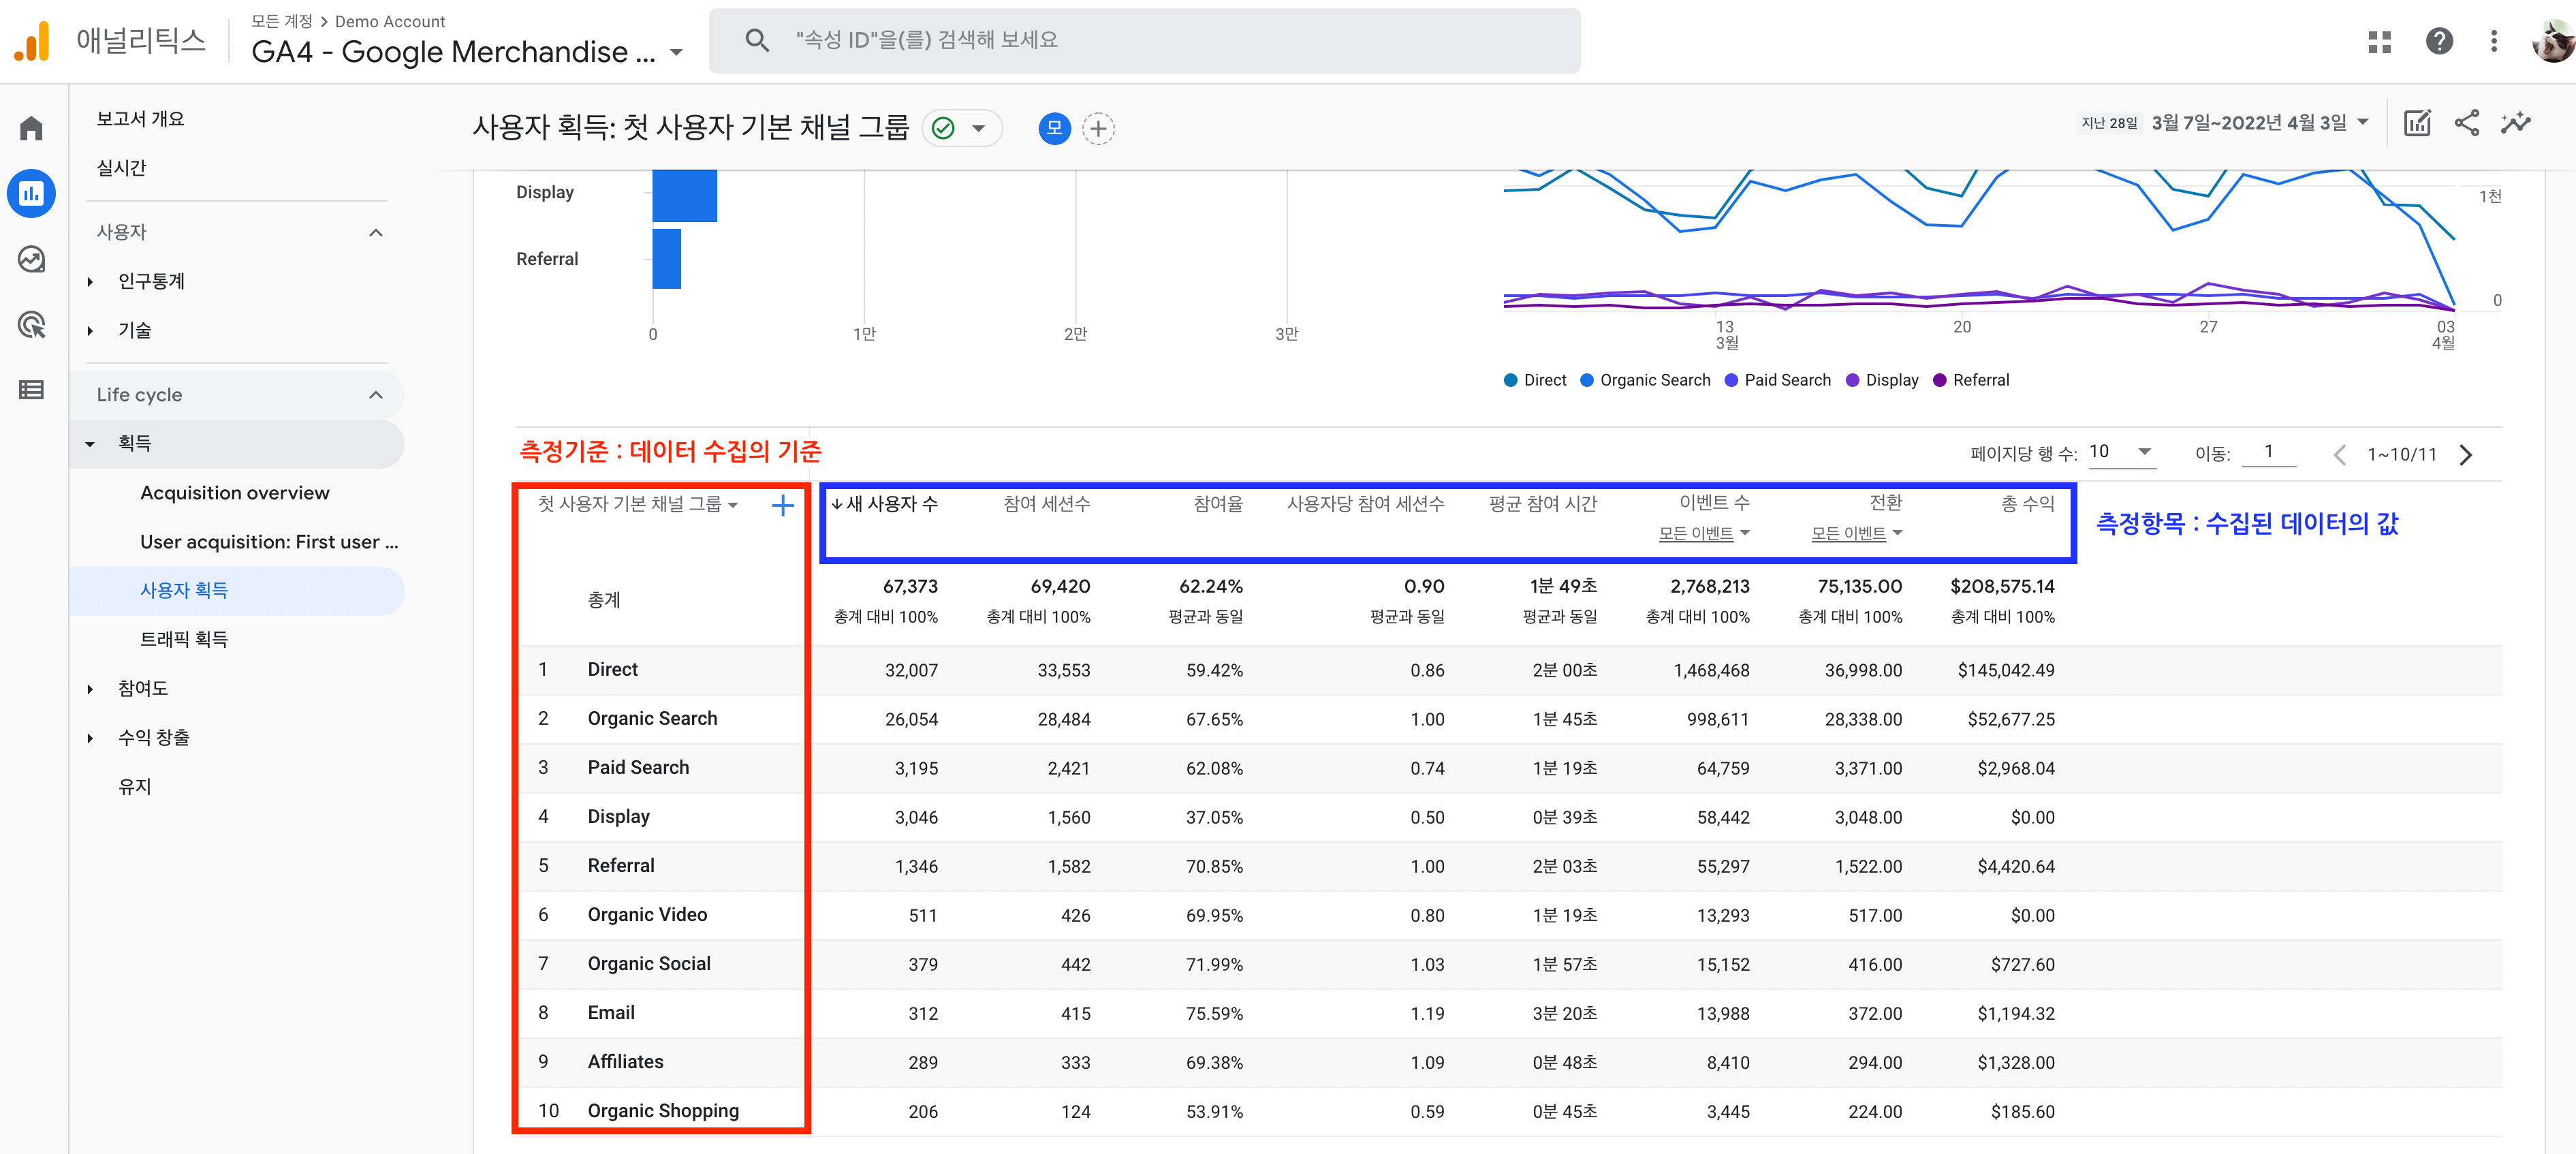 모든 계정 > Demo Account
애널리틱스
GA4 - Google Merchandise ...
"속성 ID"을(를) 검색해 보세요
보고서 개요
실시간
사용자
인구통계
기술
Life cycle
획득
Acquisition overview
User acquisition: First user ...
사용자 획득
트래픽 획득
참여도
수익 창출
유지
사용자 획득: 첫 사용자 기본 채널 그룹
모
지난 28일 3월 7일~2022년 4월 3일
Display
Referral
0 1만 2만 3만
1천
0
13 20 27 03
3월 4월
Direct Organic Search Paid Search Display Referral
측정기준 : 데이터 수집의 기준
페이지당 행 수: 10 이동: 1 1~10/11
첫 사용자 기본 채널 그룹 새 사용자 수 참여 세션수 참여율 사용자당 참여 세션수 평균 참여 시간 이벤트 수 전환 총 수익
모든 이벤트 모든 이벤트
측정항목 : 수집된 데이터의 값
총계 67,373 69,420 62.24% 0.90 1분 49초 2,768,213 75,135.00 $208,575.14
총계 대비 100% 총계 대비 100% 평균과 동일 평균과 동일 평균과 동일 총계 대비 100% 총계 대비 100% 총계 대비 100%
1 Direct 32,007 33,553 59.42% 0.86 2분 00초 1,468,468 36,998.00 $145,042.49
2 Organic Search 26,054 28,484 67.65% 1.00 1분 45초 998,611 28,338.00 $52,677.25
3 Paid Search 3,195 2,421 62.08% 0.74 1분 19초 64,759 3,371.00 $2,968.04
4 Display 3,046 1,560 37.05% 0.50 0분 39초 58,442 3,048.00 $0.00
5 Referral 1,346 1,582 70.85% 1.00 2분 03초 55,297 1,522.00 $4,420.64
6 Organic Video 511 426 69.95% 0.80 1분 19초 13,293 517.00 $0.00
7 Organic Social 379 442 71.99% 1.03 1분 57초 15,152 416.00 $727.60
8 Email 312 415 75.59% 1.19 3분 20초 13,988 372.00 $1,194.32
9 Affiliates 289 333 69.38% 1.09 0분 48초 8,410 294.00 $1,328.00
10 Organic Shopping 206 124 53.91% 0.59 0분 45초 3,445 224.00 $185.60